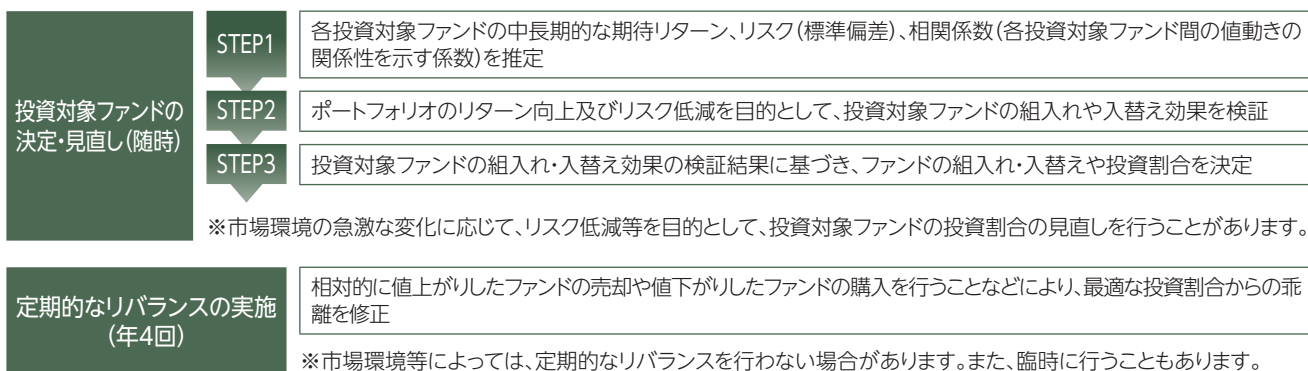 投資対象ファンドの
決定・見直し(随時)
STEP1
各投資対象ファンドの中長期的な期待リターン、リスク(標準偏差)、相関係数(各投資対象ファンド間の値動きの
関係性を示す係数)を推定
STEP2
ポートフォリオのリターン向上及びリスク低減を目的として、投資対象ファンドの組入れや入替え効果を検証
STEP3
投資対象ファンドの組入れ・入替え効果の検証結果に基づき、ファンドの組入れ・入替えや投資割合を決定
※市場環境の急激な変化に応じて、リスク低減等を目的として、投資対象ファンドの投資割合の見直しを行うことがあります。
定期的なリバランスの実施
(年4回)
相対的に値上がりしたファンドの売却や値下がりしたファンドの購入を行うことなどにより、最適な投資割合からの乖
離を修正
※市場環境等によっては、定期的なリバランスを行わない場合があります。また、臨時に行うこともあります。